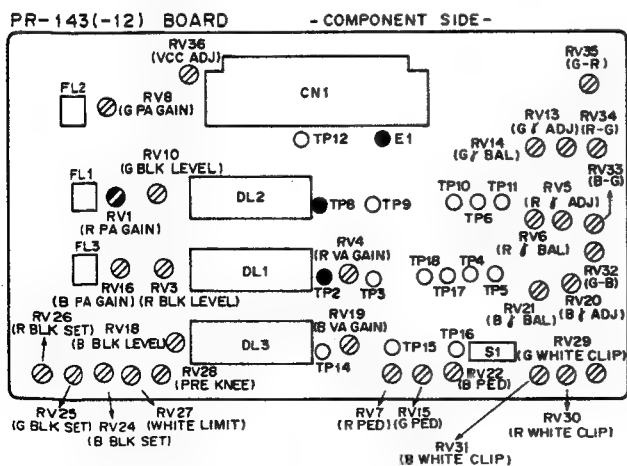 PR-143(-12) BOARD
-COMPONENT SIDE-
RV36
(VCC ADJ)
RV35
(G-R)
FL2
RV8
(G PA GAIN)
CN1
RV13
(G ɣ ADJ)
RV34
(R-G)
TP12
E1
RV14
(G ɣ BAL)
RV33
(B-G)
RV10
(G BLK LEVEL)
FL1
DL2
TP8
TP9
TP10
TP11
TP6
RV5
(R ɣ ADJ)
RV1
(R PA GAIN)
RV4
(R VA GAIN)
RV6
(R ɣ BAL)
FL3
DL1
TP2
TP3
TP18
TP4
TP17
TP5
RV32
(G-B)
RV16
(B PA GAIN)
RV3
(R BLK LEVEL)
RV21
(B ɣ BAL)
RV20
(B ɣ ADJ)
RV26
(R BLK SET)
RV18
(B BLK LEVEL)
RV19
(B VA GAIN)
DL3
TP14
TP15
TP16
S1
RV29
(G WHITE CLIP)
RV28
(PRE KNEE)
RV22
(B PED)
RV25
(G BLK SET)
RV24
(B BLK SET)
RV27
(WHITE LIMIT)
RV7
(R PED)
RV15
(G PED)
RV31
(B WHITE CLIP)
RV30
(R WHITE CLIP)